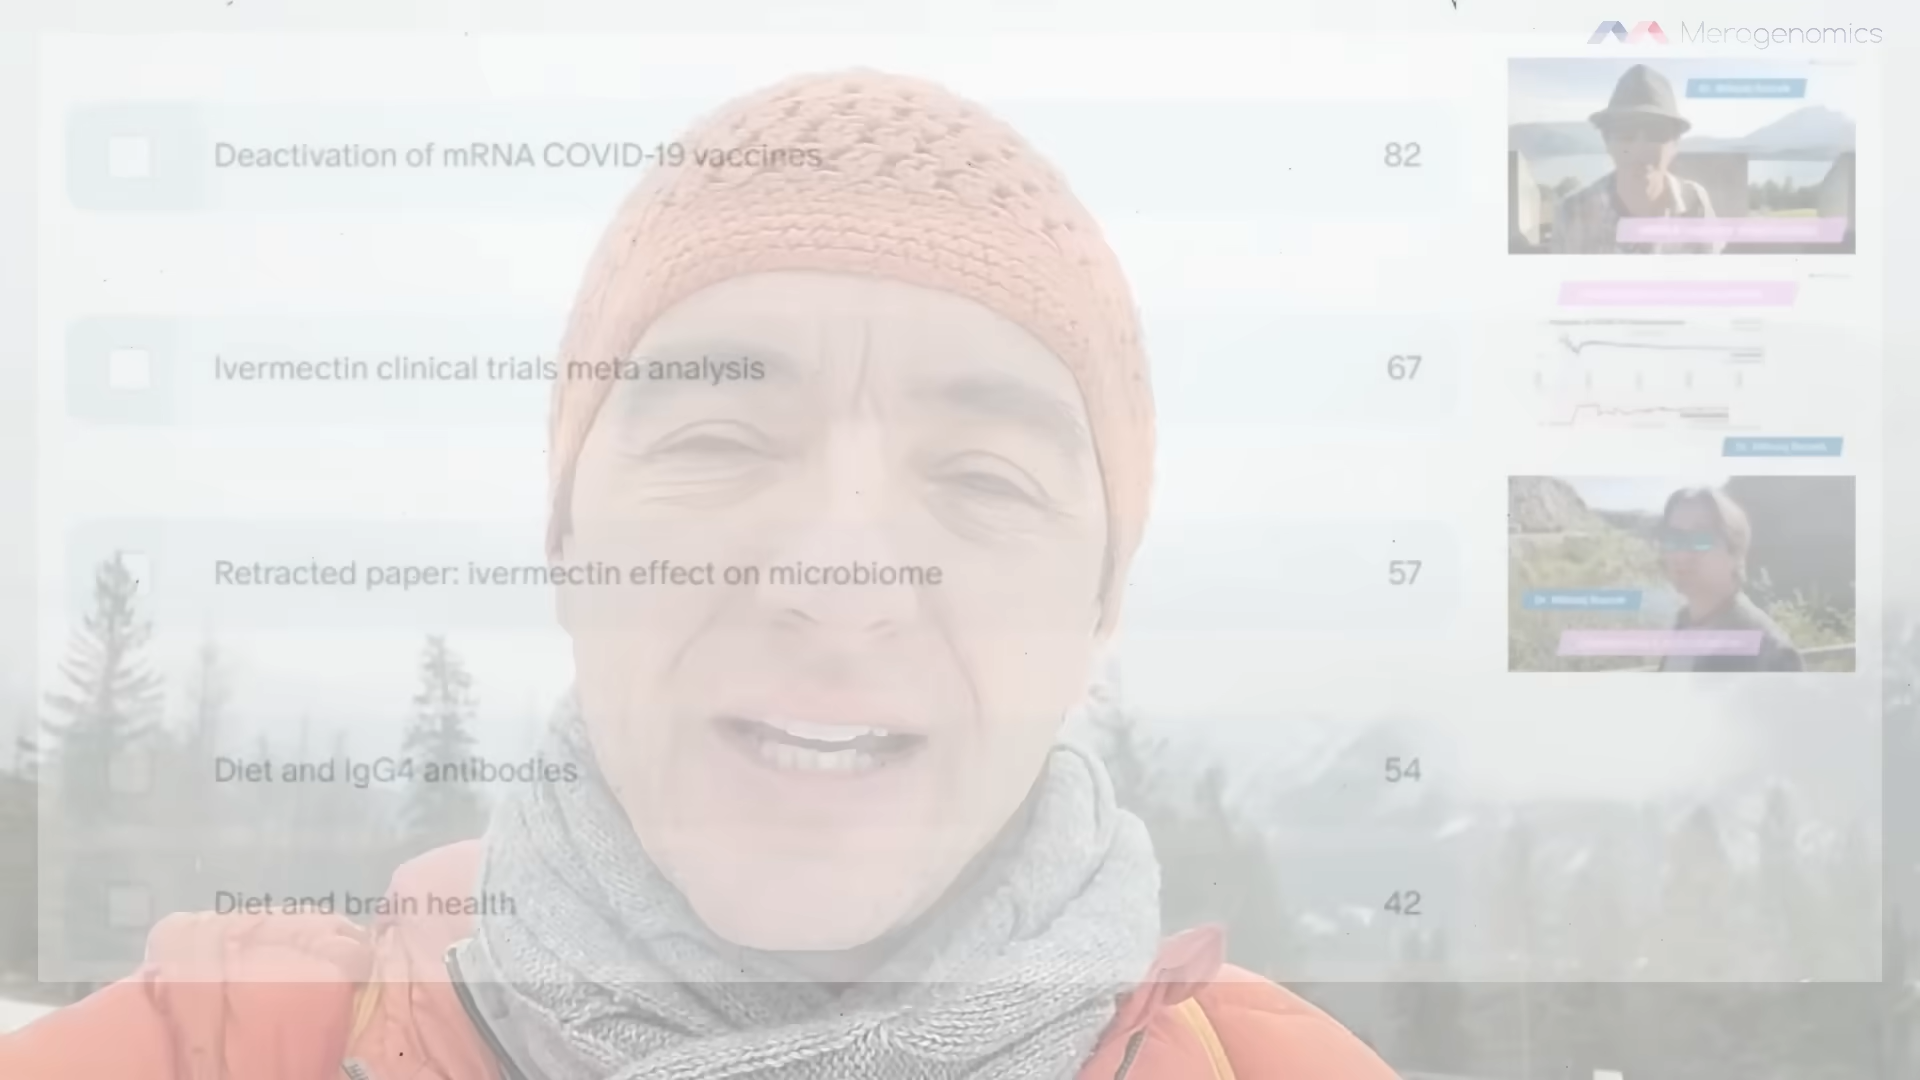 Merogenomics
Deactivation of mRNA COVID-19 vaccines
82
Ivermectin clinical trials meta analysis
67
Retracted paper: ivermectin effect on microbiome
57
Diet and IgG4 antibodies
54
Diet and brain health
42